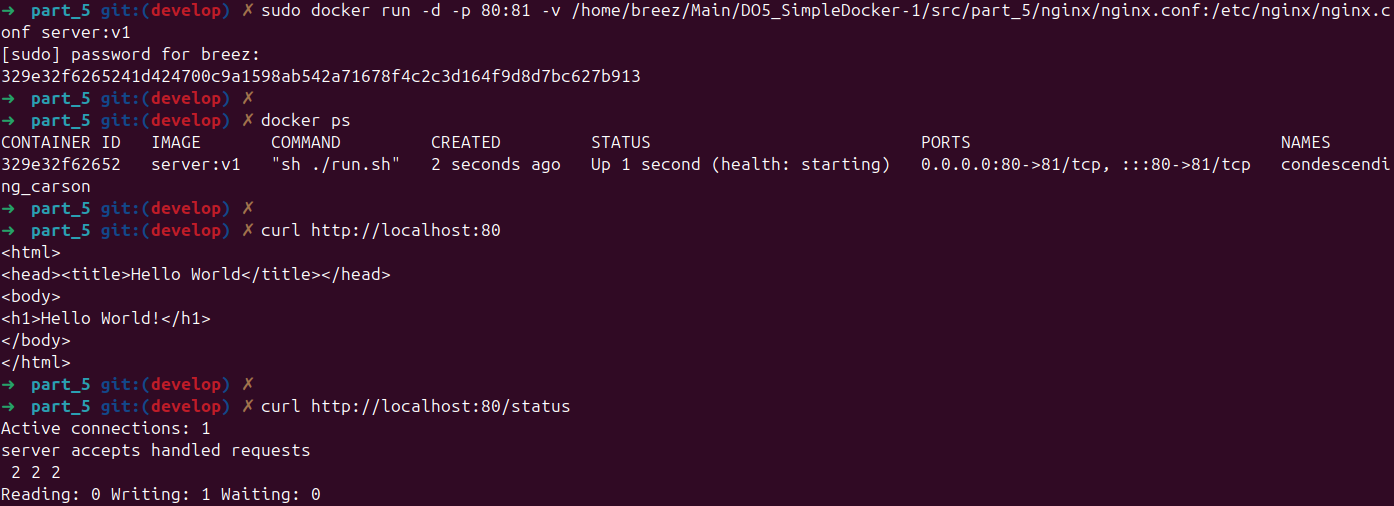 ➜  part_5 git:(develop) ✗ sudo docker run -d -p 80:81 -v /home/breez/Main/DO5_SimpleDocker-1/src/part_5/nginx/nginx.conf:/etc/nginx/nginx.c
onf server:v1
[sudo] password for breez:
329e32f6265241d424700c9a1598ab542a71678f4c2c3d164f9d8d7bc627b913
➜  part_5 git:(develop) ✗
➜  part_5 git:(develop) ✗ docker ps
CONTAINER ID   IMAGE       COMMAND         CREATED         STATUS                           PORTS                               NAMES
329e32f62652   server:v1   "sh ./run.sh"   2 seconds ago   Up 1 second (health: starting)   0.0.0.0:80->81/tcp, :::80->81/tcp   condescendi
ng_carson
➜  part_5 git:(develop) ✗
➜  part_5 git:(develop) ✗ curl http://localhost:80
<html>
<head><title>Hello World</title></head>
<body>
<h1>Hello World!</h1>
</body>
</html>
➜  part_5 git:(develop) ✗
➜  part_5 git:(develop) ✗ curl http://localhost:80/status
Active connections: 1
server accepts handled requests
 2 2 2
Reading: 0 Writing: 1 Waiting: 0